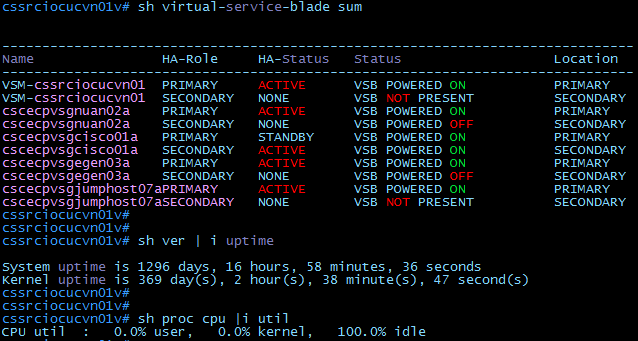 cssrciocucvn01v# sh virtual-service-blade sum
--------------------------------------------------------------------------------
Name HA-Role HA-Status Status Location
--------------------------------------------------------------------------------
VSM-cssrciocucvn01 PRIMARY ACTIVE VSB POWERED ON PRIMARY
VSM-cssrciocucvn01 SECONDARY NONE VSB NOT PRESENT SECONDARY
cscecpvsgnuan02a PRIMARY ACTIVE VSB POWERED ON PRIMARY
cscecpvsgnuan02a SECONDARY NONE VSB POWERED OFF SECONDARY
cscecpvsgcisco01a PRIMARY STANDBY VSB POWERED ON PRIMARY
cscecpvsgcisco01a SECONDARY ACTIVE VSB POWERED ON SECONDARY
cscecpvsgegen03a PRIMARY ACTIVE VSB POWERED ON PRIMARY
cscecpvsgegen03a SECONDARY NONE VSB POWERED OFF SECONDARY
cscecpvsgjumphost07aPRIMARY ACTIVE VSB POWERED ON PRIMARY
cscecpvsgjumphost07aSECONDARY NONE VSB NOT PRESENT SECONDARY
cssrciocucvn01v#
cssrciocucvn01v#
cssrciocucvn01v# sh ver | i uptime
System uptime is 1296 days, 16 hours, 58 minutes, 36 seconds
Kernel uptime is 369 day(s), 2 hour(s), 38 minute(s), 47 second(s)
cssrciocucvn01v#
cssrciocucvn01v#
cssrciocucvn01v# sh proc cpu |i util
CPU util : 0.0% user, 0.0% kernel, 100.0% idle